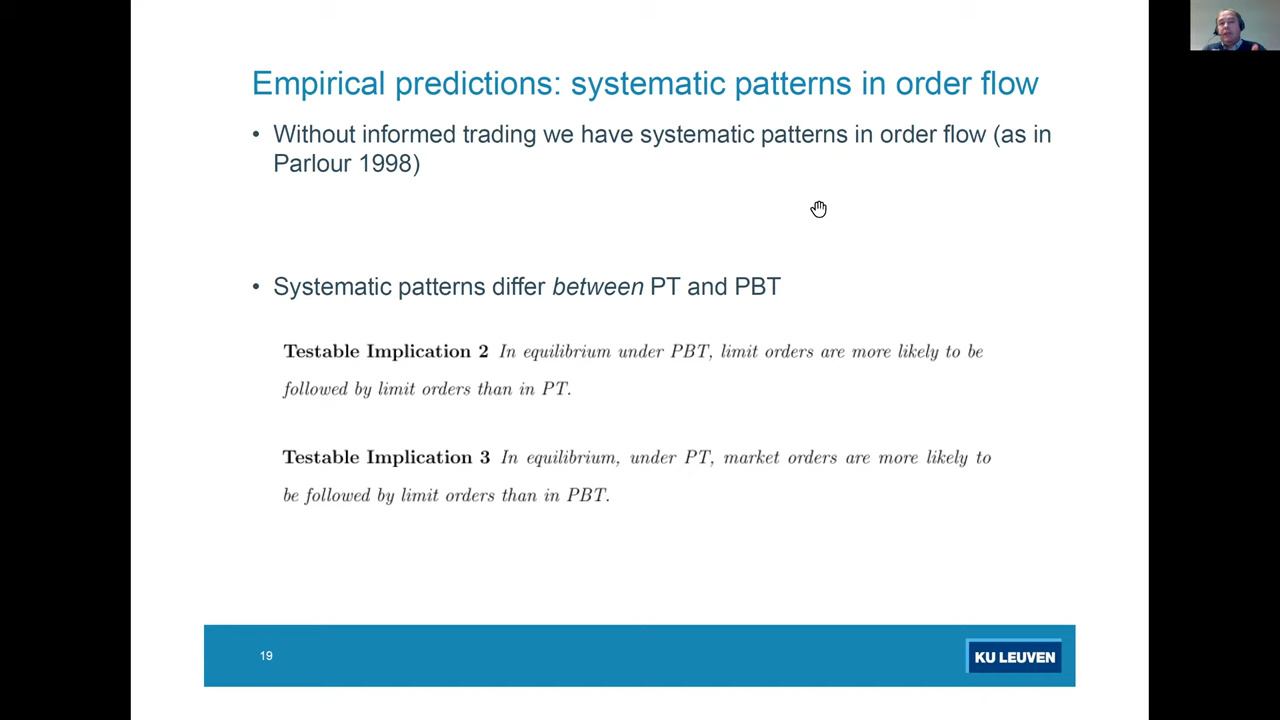 Empirical predictions: systematic patterns in order flow
• Without informed trading we have systematic patterns in order flow (as in
Parlour 1998)
• Systematic patterns differ between PT and PBT
Testable Implication 2 In equilibrium under PBT, limit orders are more likely to be
followed by limit orders than in PT.
Testable Implication 3 In equilibrium, under PT, market orders are more likely to
be followed by limit orders than in PBT.
19
KU LEUVEN